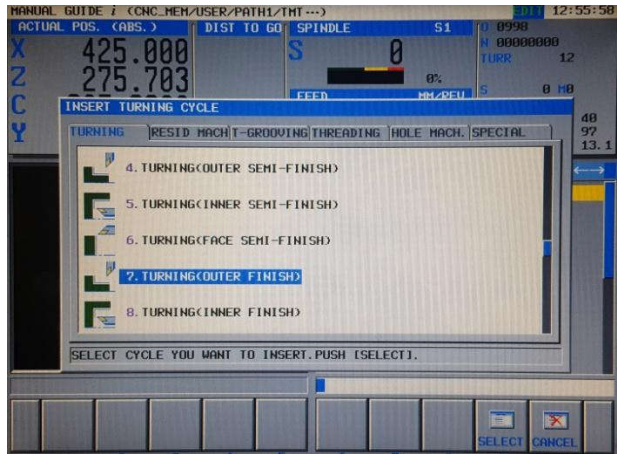 MANUAL GUIDE i (CNC_MEM/USER/PATH1/TMT···) EDIT 12:55:58
ACTUAL POS. (ABS.) DIST TO GO SPINDLE S1 O 0998
X 425.000 S 0 N 00000000
TURR 12
Z 275.703 0%
S 0 M0
C FEED MM/REV
INSERT TURNING CYCLE
Y 40
TURNING RESID MACH T-GROOVING THREADING HOLE MACH. SPECIAL 97
13.1
4. TURNING(OUTER SEMI-FINISH)
5. TURNING(INNER SEMI-FINISH)
6. TURNING(FACE SEMI-FINISH)
7. TURNING(OUTER FINISH)
8. TURNING(INNER FINISH)
SELECT CYCLE YOU WANT TO INSERT.PUSH [SELECT].
SELECT CANCEL